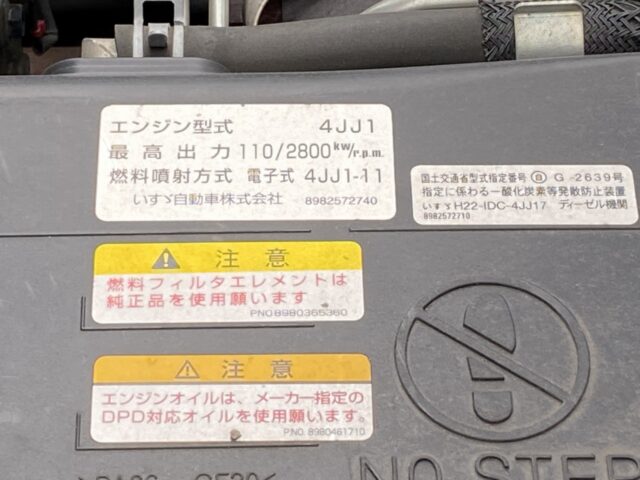 エンジン型式 4JJ1
最高出力 110/2800kw/r.p.m.
燃料噴射方式 電子式 4JJ1-11
いすゞ自動車株式会社 8982572740
国土交通省型式指定番号 Ⓑ G-2639号
指定に係わる一酸化炭素等発散防止装置
いすゞH22-IDC-4JJ17 ディーゼル機関
8982572710
注意
燃料フィルタエレメントは
純正品を使用願います
PNO.8980365360
注意
エンジンオイルは、メーカー指定の
DPD対応オイルを使用願います。
P.NO. 8980461710
NO STEP